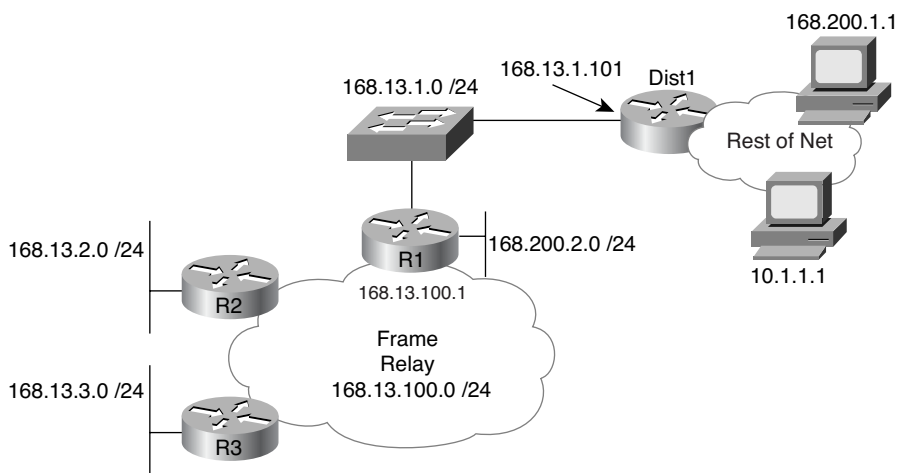 168.200.1.1
168.13.1.101
Dist1
168.13.1.0 /24
Rest of Net
168.13.2.0 /24
R1
168.200.2.0 /24
10.1.1.1
R2
168.13.100.1
Frame
Relay
168.13.100.0 /24
168.13.3.0 /24
R3